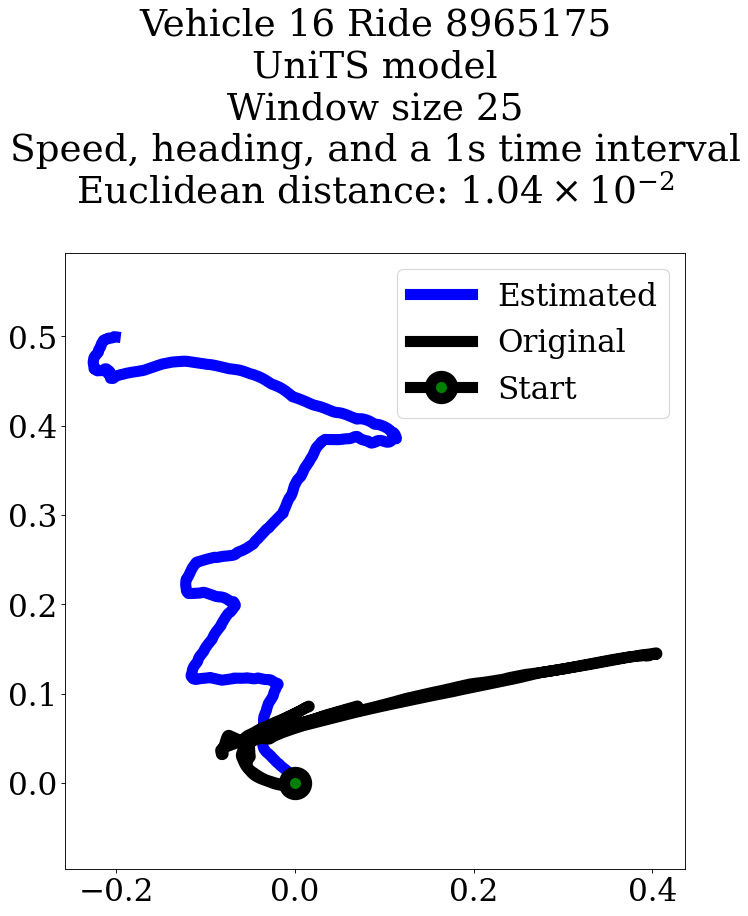 Vehicle 16 Ride 8965175
UniTS model
Window size 25
Speed, heading, and a 1s time interval
Euclidean distance: 1.04 × 10⁻²
Estimated
Original
Start
0.5
0.4
0.3
0.2
0.1
0.0
−0.2 0.0 0.2 0.4